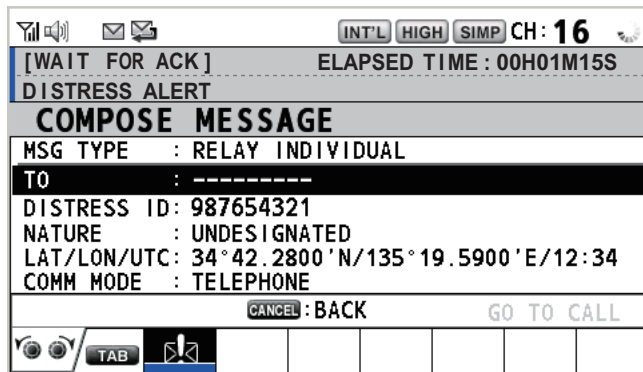 INT'L HIGH SIMP CH: 16
[WAIT FOR ACK] ELAPSED TIME : 00H01M15S
DISTRESS ALERT
COMPOSE MESSAGE
MSG TYPE : RELAY INDIVIDUAL
TO : ---------
DISTRESS ID: 987654321
NATURE : UNDESIGNATED
LAT/LON/UTC: 34°42.2800'N/135°19.5900'E/12:34
COMM MODE : TELEPHONE
CANCEL : BACK GO TO CALL
TAB